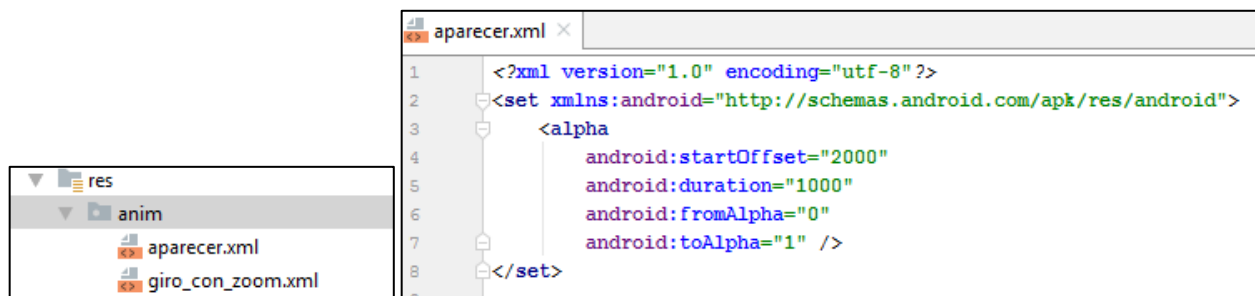 res
anim
aparecer.xml
giro_con_zoom.xml
aparecer.xml
1 <?xml version="1.0" encoding="utf-8"?>
2 <set xmlns:android="http://schemas.android.com/apk/res/android">
3 <alpha
4 android:startOffset="2000"
5 android:duration="1000"
6 android:fromAlpha="0"
7 android:toAlpha="1" />
8 </set>